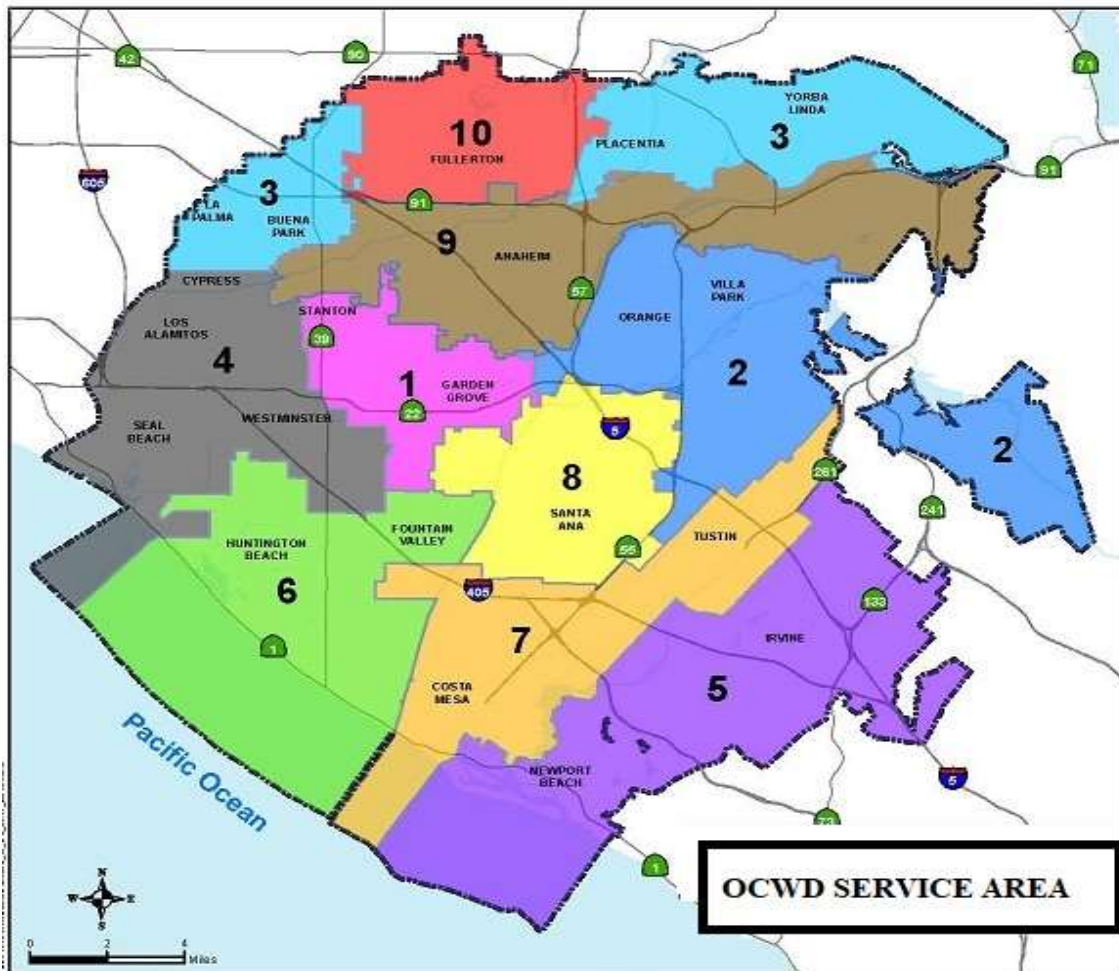 42
90
71
10
FULLERTON
YORBA
LINDA
3
PLACENTIA
91
605
3
LA
PALMA
BUENA
PARK
91
9
ANAHEIM
CYPRESS
57
VILLA
PARK
STANTON
ORANGE
LOS
ALAMITOS
39
4
1
GARDEN
GROVE
22
2
WESTMINSTER
SEAL
BEACH
5
2
8
261
SANTA
ANA
241
FOUNTAIN
VALLEY
HUNTINGTON
BEACH
55
TUSTIN
6
405
133
7
IRVINE
1
5
COSTA
MESA
Pacific Ocean
NEWPORT
BEACH
5
73
1
OCWD SERVICE AREA
N
W E
S
0 2 4
Miles